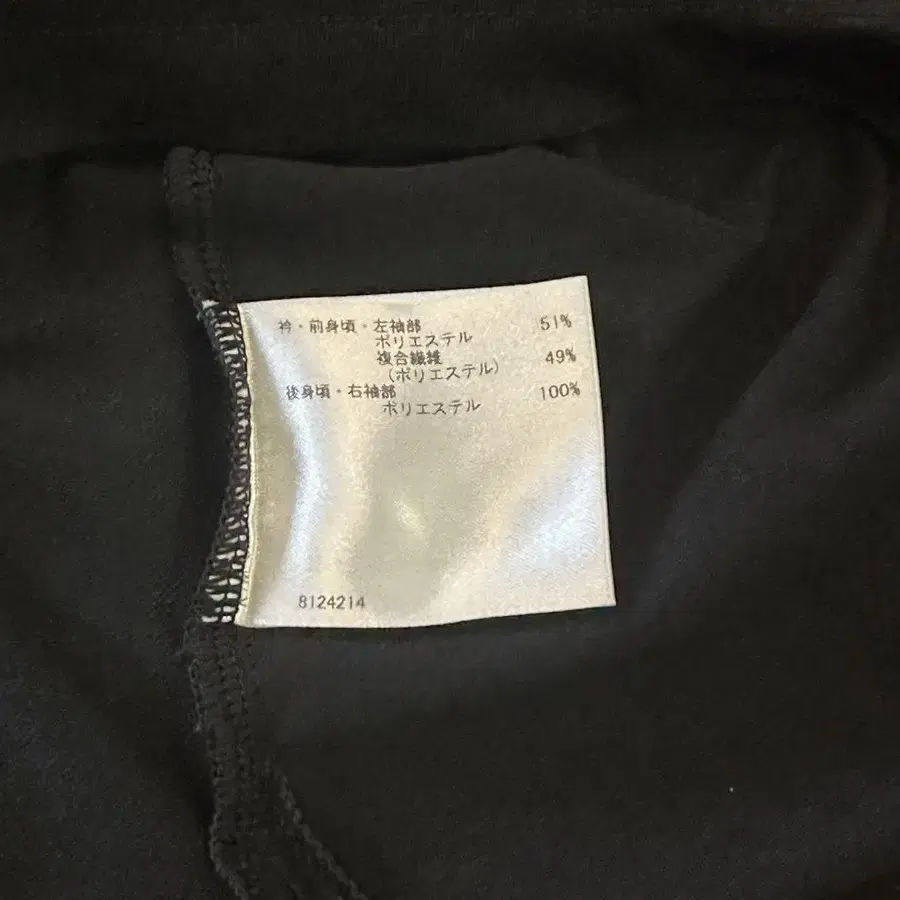 衿・前身頃・左袖部
ポリエステル 51%
複合繊維
(ポリエステル) 49%
後身頃・右袖部
ポリエステル 100%
8124214